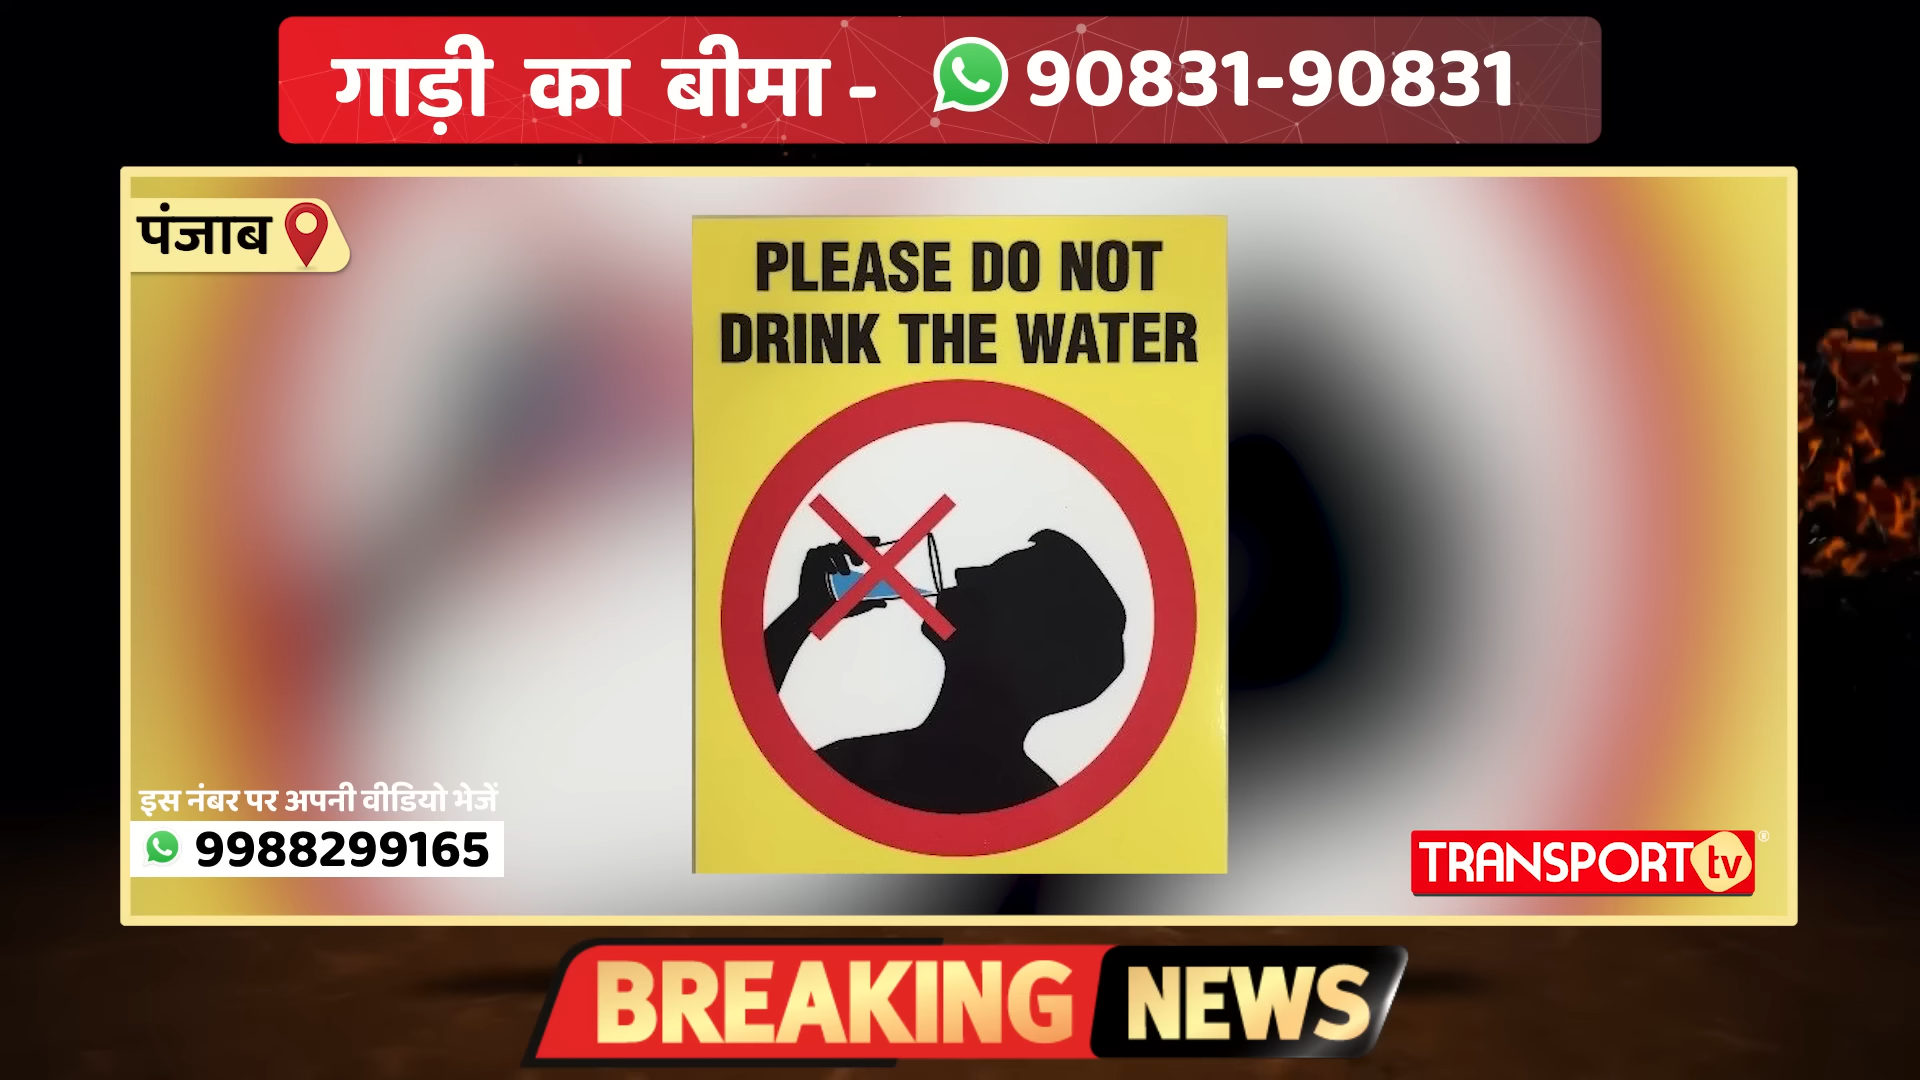 गाड़ी का बीमा - 90831-90831
पंजाब
PLEASE DO NOT
DRINK THE WATER
इस नंबर पर अपनी वीडियो भेजें
9988299165
TRANSPORT tv ®
BREAKING NEWS